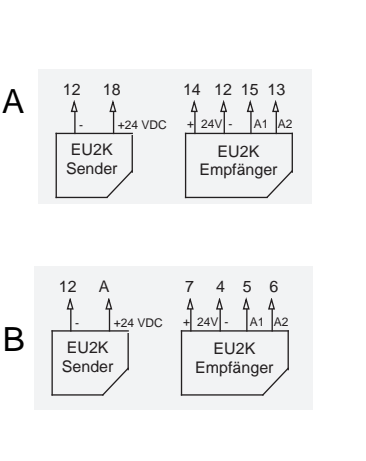 12 18 14 12 15 13
A
- +24 VDC + 24V - A1 A2
EU2K EU2K
Sender Empfänger
12 A 7 4 5 6
B
- +24 VDC + 24V - A1 A2
EU2K EU2K
Sender Empfänger